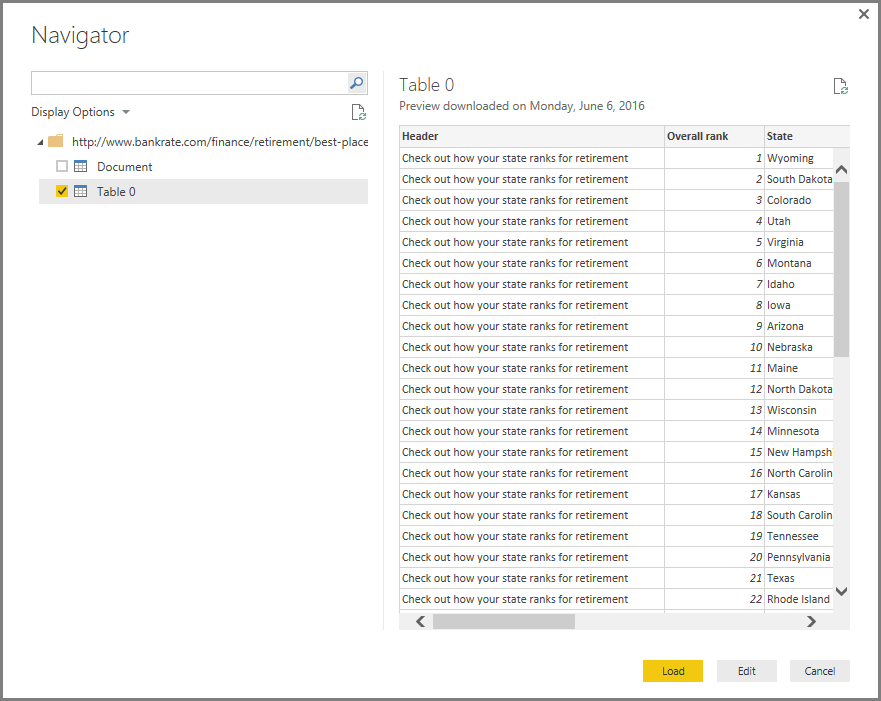 Navigator
Display Options
http://www.bankrate.com/finance/retirement/best-place
Document
Table 0
Table 0
Preview downloaded on Monday, June 6, 2016
Header Overall rank State
Check out how your state ranks for retirement 1 Wyoming
Check out how your state ranks for retirement 2 South Dakota
Check out how your state ranks for retirement 3 Colorado
Check out how your state ranks for retirement 4 Utah
Check out how your state ranks for retirement 5 Virginia
Check out how your state ranks for retirement 6 Montana
Check out how your state ranks for retirement 7 Idaho
Check out how your state ranks for retirement 8 Iowa
Check out how your state ranks for retirement 9 Arizona
Check out how your state ranks for retirement 10 Nebraska
Check out how your state ranks for retirement 11 Maine
Check out how your state ranks for retirement 12 North Dakota
Check out how your state ranks for retirement 13 Wisconsin
Check out how your state ranks for retirement 14 Minnesota
Check out how your state ranks for retirement 15 New Hampsh
Check out how your state ranks for retirement 16 North Carolin
Check out how your state ranks for retirement 17 Kansas
Check out how your state ranks for retirement 18 South Carolin
Check out how your state ranks for retirement 19 Tennessee
Check out how your state ranks for retirement 20 Pennsylvania
Check out how your state ranks for retirement 21 Texas
Check out how your state ranks for retirement 22 Rhode Island
Load Edit Cancel